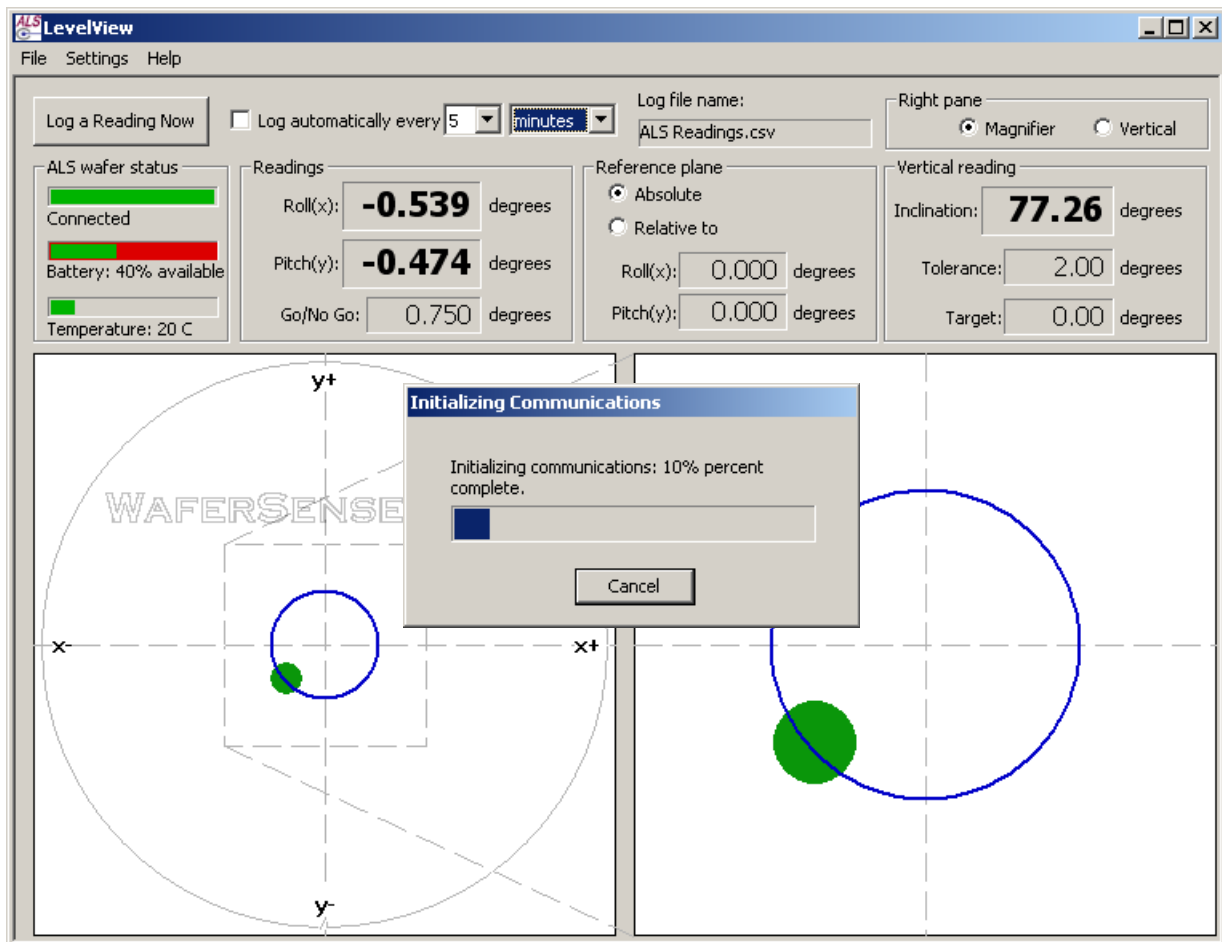 ALS LevelView
File Settings Help
Log a Reading Now
Log automatically every 5 minutes
Log file name:
ALS Readings.csv
Right pane
Magnifier Vertical
ALS wafer status
Connected
Battery: 40% available
Temperature: 20 C
Readings
Roll(x): -0.539 degrees
Pitch(y): -0.474 degrees
Go/No Go: 0.750 degrees
Reference plane
Absolute
Relative to
Roll(x): 0.000 degrees
Pitch(y): 0.000 degrees
Vertical reading
Inclination: 77.26 degrees
Tolerance: 2.00 degrees
Target: 0.00 degrees
y+
WAFERSENSE
x-
x+
y-
Initializing Communications
Initializing communications: 10% percent
complete.
Cancel